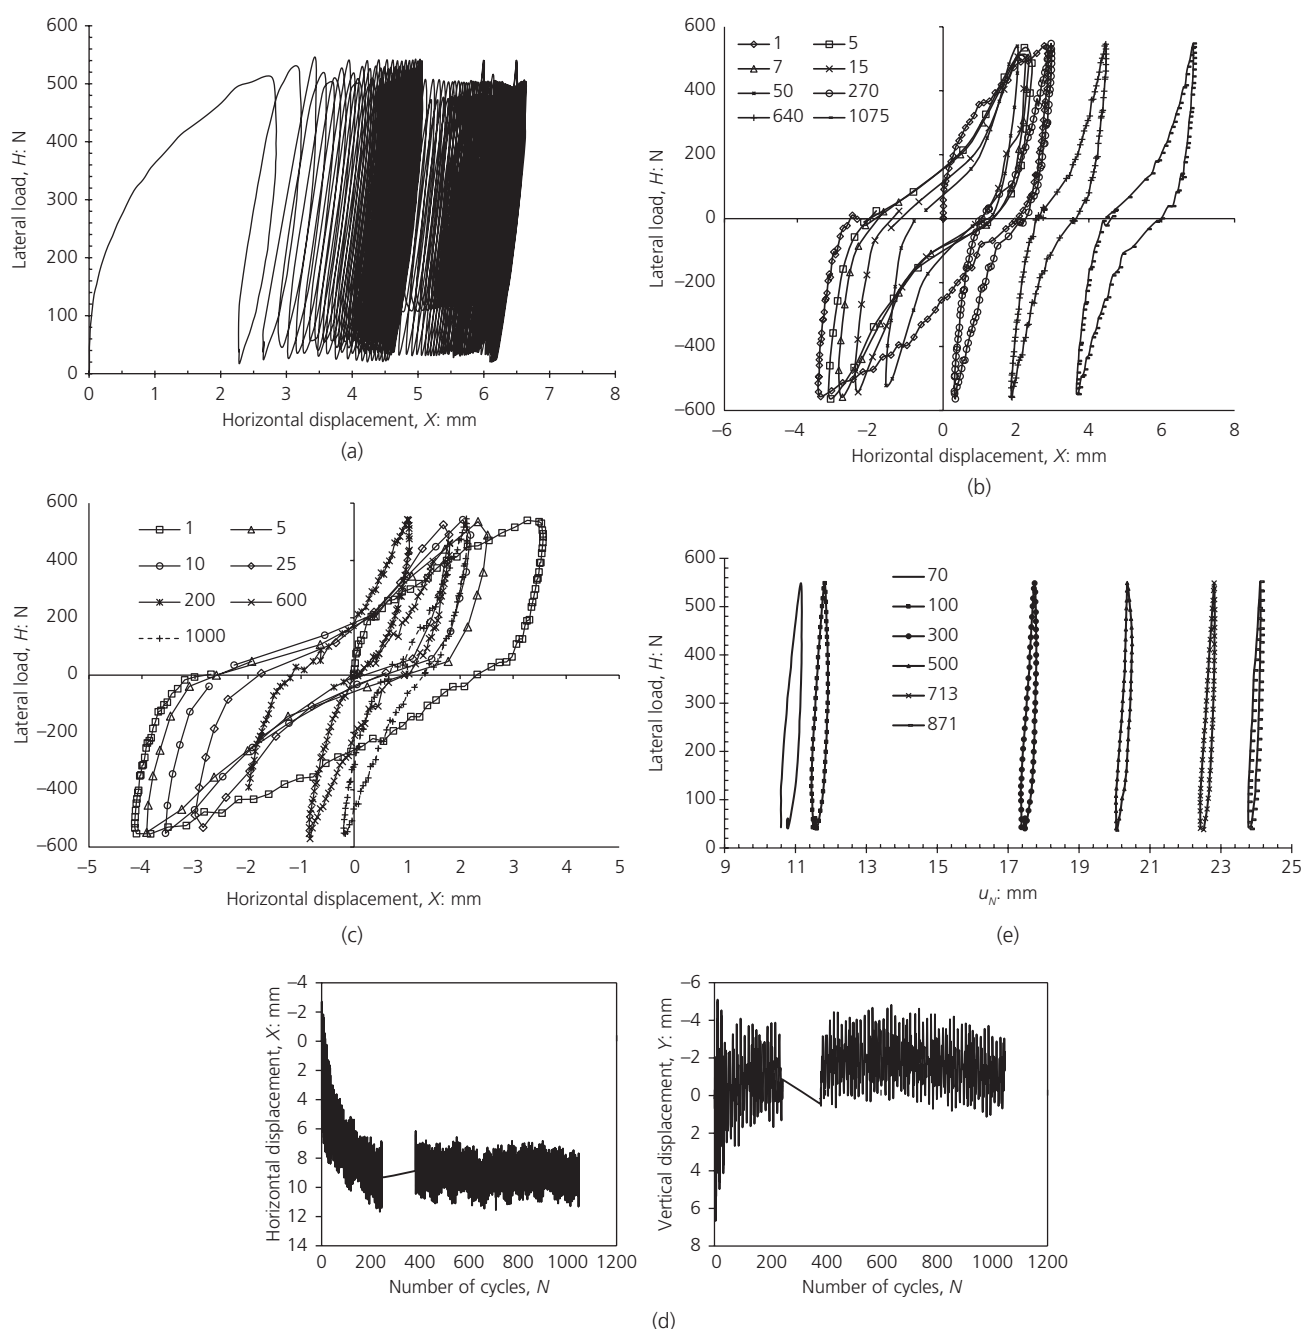 600
500
400
300
200
100
0
Lateral load, H: N
0 1 2 3 4 5 6 7 8
Horizontal displacement, X: mm
(a)
600
400
200
0
−200
−400
−600
Lateral load, H: N
1 5
7 15
50 270
640 1075
−6 −4 −2 0 2 4 6 8
Horizontal displacement, X: mm
(b)
600
400
200
0
−200
−400
−600
Lateral load, H: N
1 5
10 25
200 600
1000
−5 −4 −3 −2 −1 0 1 2 3 4 5
Horizontal displacement, X: mm
(c)
600
500
400
300
200
100
0
Lateral load, H: N
70
100
300
500
713
871
9 11 13 15 17 19 21 23 25
uN: mm
(e)
−4
−2
0
2
4
6
8
10
12
14
Horizontal displacement, X: mm
0 200 400 600 800 1000 1200
Number of cycles, N
−6
−4
−2
0
2
4
6
8
Vertical displacement, Y: mm
0 200 400 600 800 1000 1200
Number of cycles, N
(d)